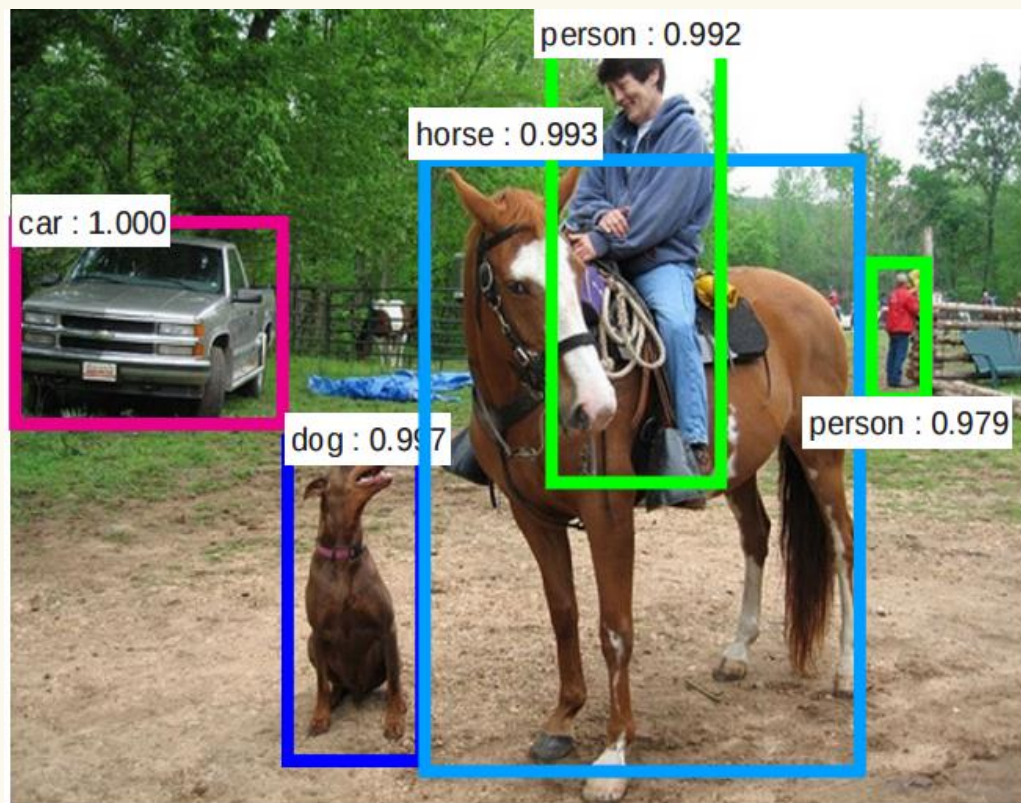 person : 0.992
horse : 0.993
car : 1.000
person : 0.979
dog : 0.997